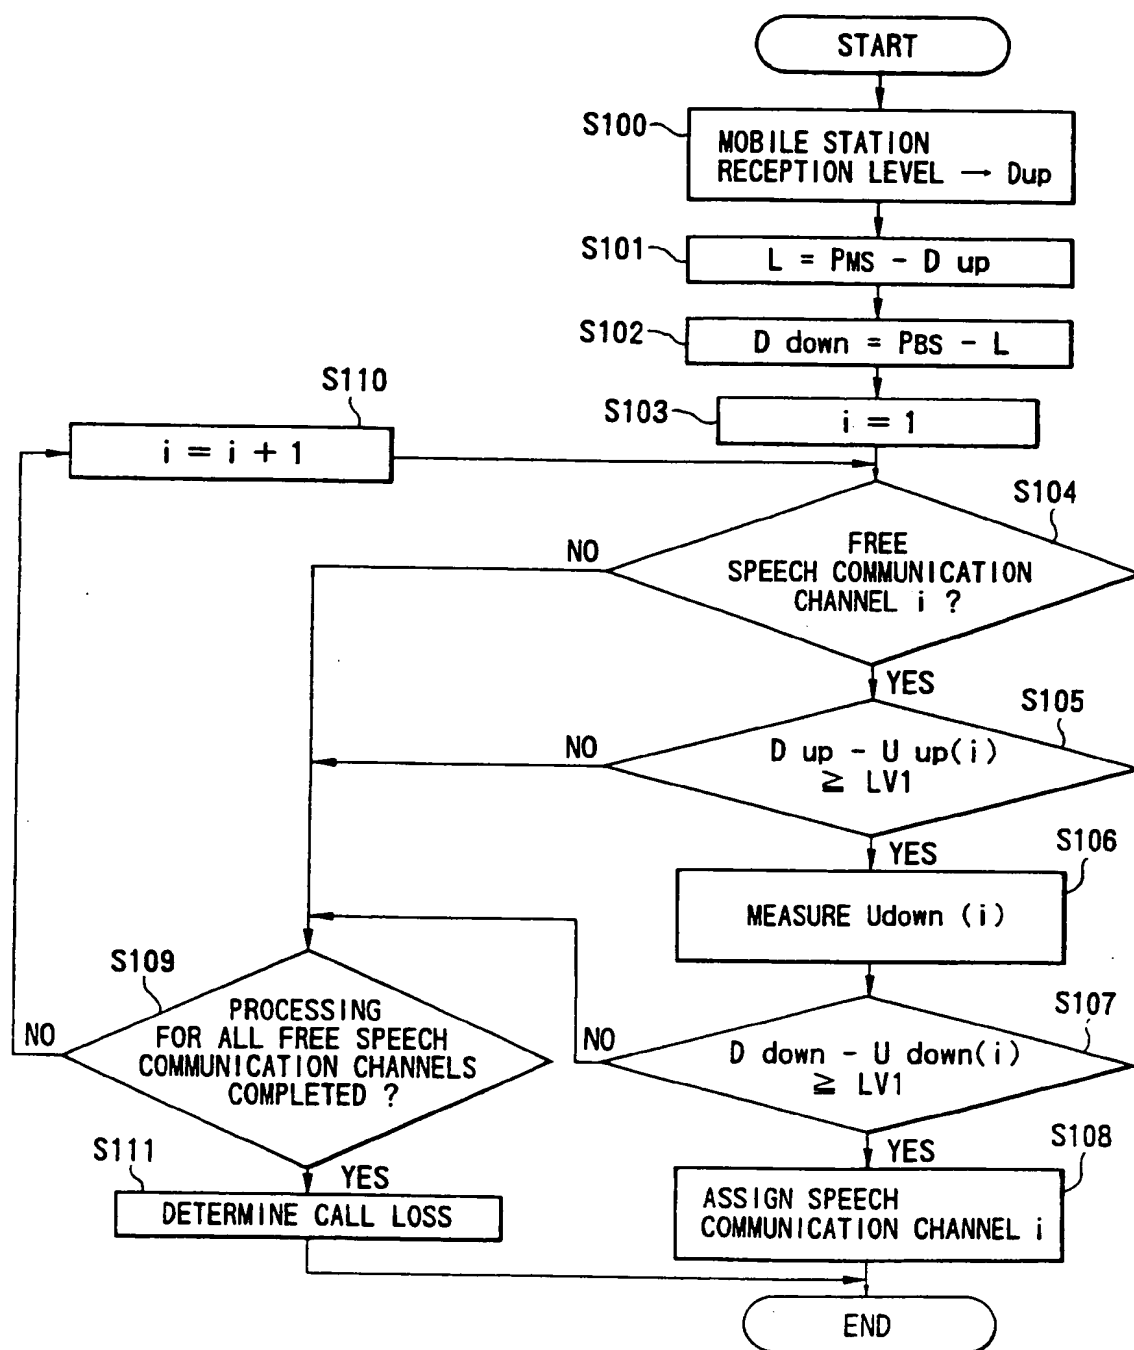 START
S100
MOBILE STATION
RECEPTION LEVEL → Dup
S101
L = PMS - D up
S102
D down = PBS - L
S110
S103
i = i + 1
i = 1
S104
NO
FREE
SPEECH COMMUNICATION
CHANNEL i ?
YES
S105
NO
D up - U up(i)
≧ LV1
YES
S106
MEASURE Udown (i)
S109
S107
PROCESSING
FOR ALL FREE SPEECH
COMMUNICATION CHANNELS
COMPLETED ?
NO
NO
D down - U down(i)
≧ LV1
S111
YES
YES
S108
DETERMINE CALL LOSS
ASSIGN SPEECH
COMMUNICATION CHANNEL i
END